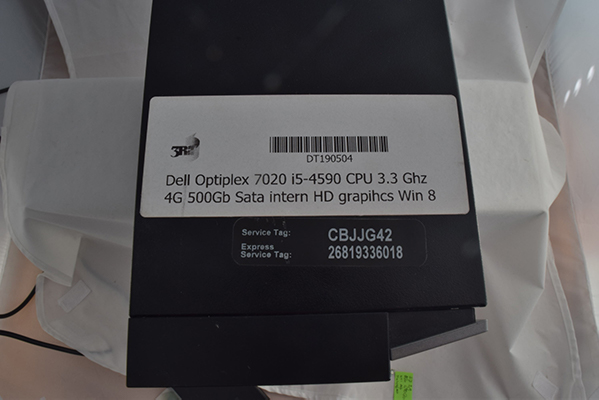 DT190504
Dell Optiplex 7020 i5-4590 CPU 3.3 Ghz
4G 500Gb Sata intern HD grapihcs Win 8
Service Tag: CBJJG42
Express
Service Tag: 26819336018